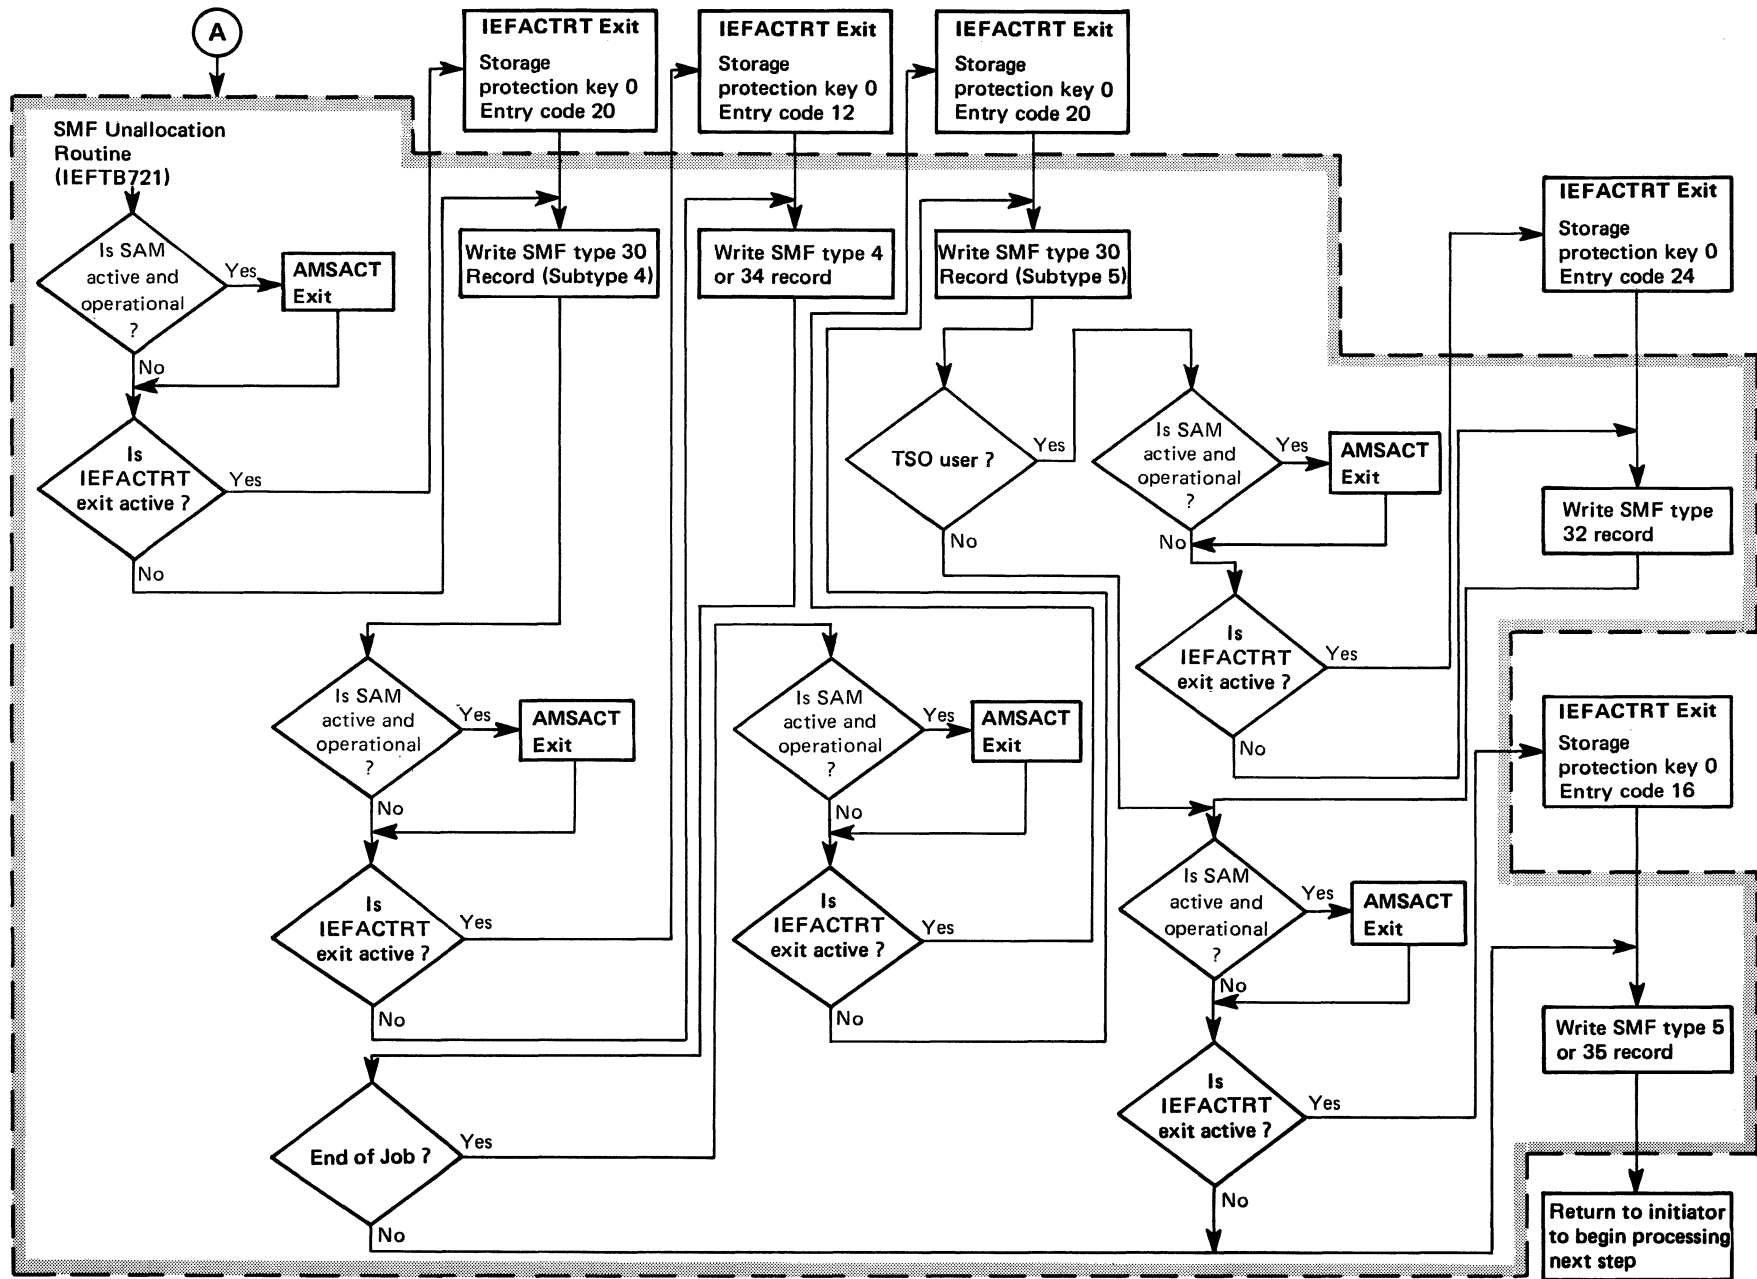 A
SMF Unallocation
Routine
(IEFTB721)
Is SAM
active and
operational
?
Yes
AMSACT
Exit
No
Is
IEFACTRT
exit active ?
Yes
No
IEFACTRT Exit
Storage
protection key 0
Entry code 20
Write SMF type 30
Record (Subtype 4)
Is SAM
active and
operational
?
Yes
AMSACT
Exit
No
Is
IEFACTRT
exit active ?
Yes
No
IEFACTRT Exit
Storage
protection key 0
Entry code 12
Write SMF type 4
or 34 record
End of Job ?
Yes
No
Is SAM
active and
operational
?
Yes
AMSACT
Exit
No
Is
IEFACTRT
exit active ?
Yes
No
IEFACTRT Exit
Storage
protection key 0
Entry code 20
Write SMF type 30
Record (Subtype 5)
TSO user ?
Yes
No
Is SAM
active and
operational
?
Yes
AMSACT
Exit
No
Is
IEFACTRT
exit active ?
Yes
No
IEFACTRT Exit
Storage
protection key 0
Entry code 24
Write SMF type
32 record
Is SAM
active and
operational
?
Yes
AMSACT
Exit
No
Is
IEFACTRT
exit active ?
Yes
No
IEFACTRT Exit
Storage
protection key 0
Entry code 16
Write SMF type 5
or 35 record
Return to initiator
to begin processing
next step